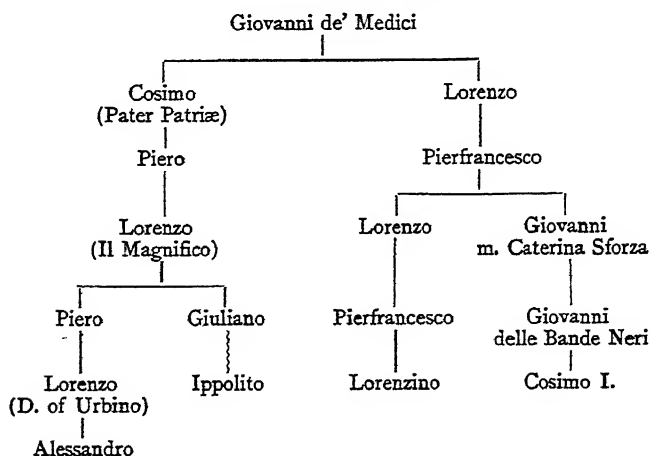 Giovanni de' Medici
Cosimo
(Pater Patriæ)
Lorenzo
Piero
Pierfrancesco
Lorenzo
(Il Magnifico)
Lorenzo
Giovanni
m. Caterina Sforza
Piero
Giuliano
Pierfrancesco
Giovanni
delle Bande Neri
Lorenzo
(D. of Urbino)
Ippolito
Lorenzino
Cosimo I.
Alessandro